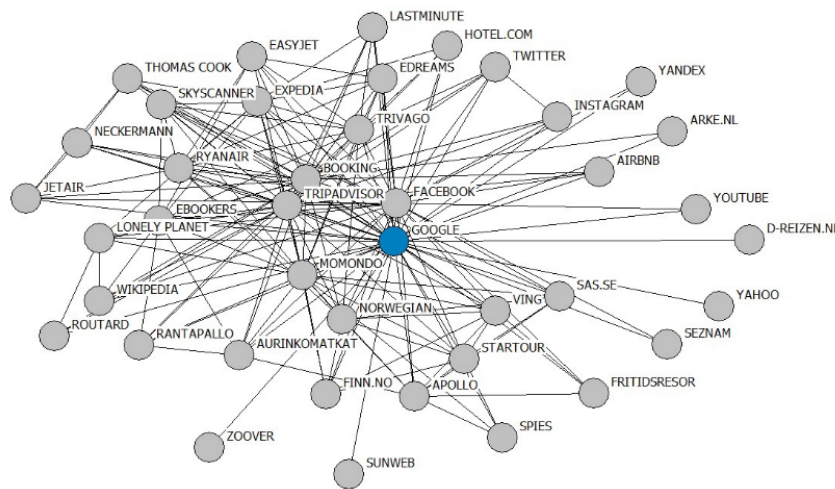 LASTMINUTE
HOTEL.COM
EASYJET
TWITTER
THOMAS COOK
EDREAMS
YANDEX
SKYSCANNER
EXPEDIA
INSTAGRAM
TRIVAGO
ARKE.NL
NECKERMANN
RYANAIR
BOOKING
AIRBNB
JETAIR
TRIPADVISOR
FACEBOOK
YOUTUBE
EBOOKERS
LONELY PLANET
GOOGLE
D-REIZEN.NL
MOMONDO
SAS.SE
WIKIPEDIA
NORWEGIAN
VING
YAHOO
ROUTARD
RANTAPALLO
SEZNAM
AURINKOMATKAT
STARTOUR
FINN.NO
APOLLO
FRITIDSRESOR
ZOOVER
SPIES
SUNWEB